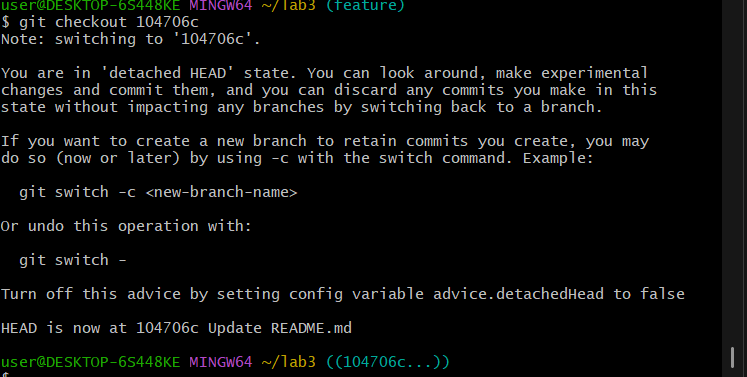 user@DESKTOP-6S448KE MINGW64 ~/lab3 (feature)
$ git checkout 104706c
Note: switching to '104706c'.

You are in 'detached HEAD' state. You can look around, make experimental
changes and commit them, and you can discard any commits you make in this
state without impacting any branches by switching back to a branch.

If you want to create a new branch to retain commits you create, you may
do so (now or later) by using -c with the switch command. Example:

  git switch -c <new-branch-name>

Or undo this operation with:

  git switch -

Turn off this advice by setting config variable advice.detachedHead to false

HEAD is now at 104706c Update README.md

user@DESKTOP-6S448KE MINGW64 ~/lab3 ((104706c...))
$